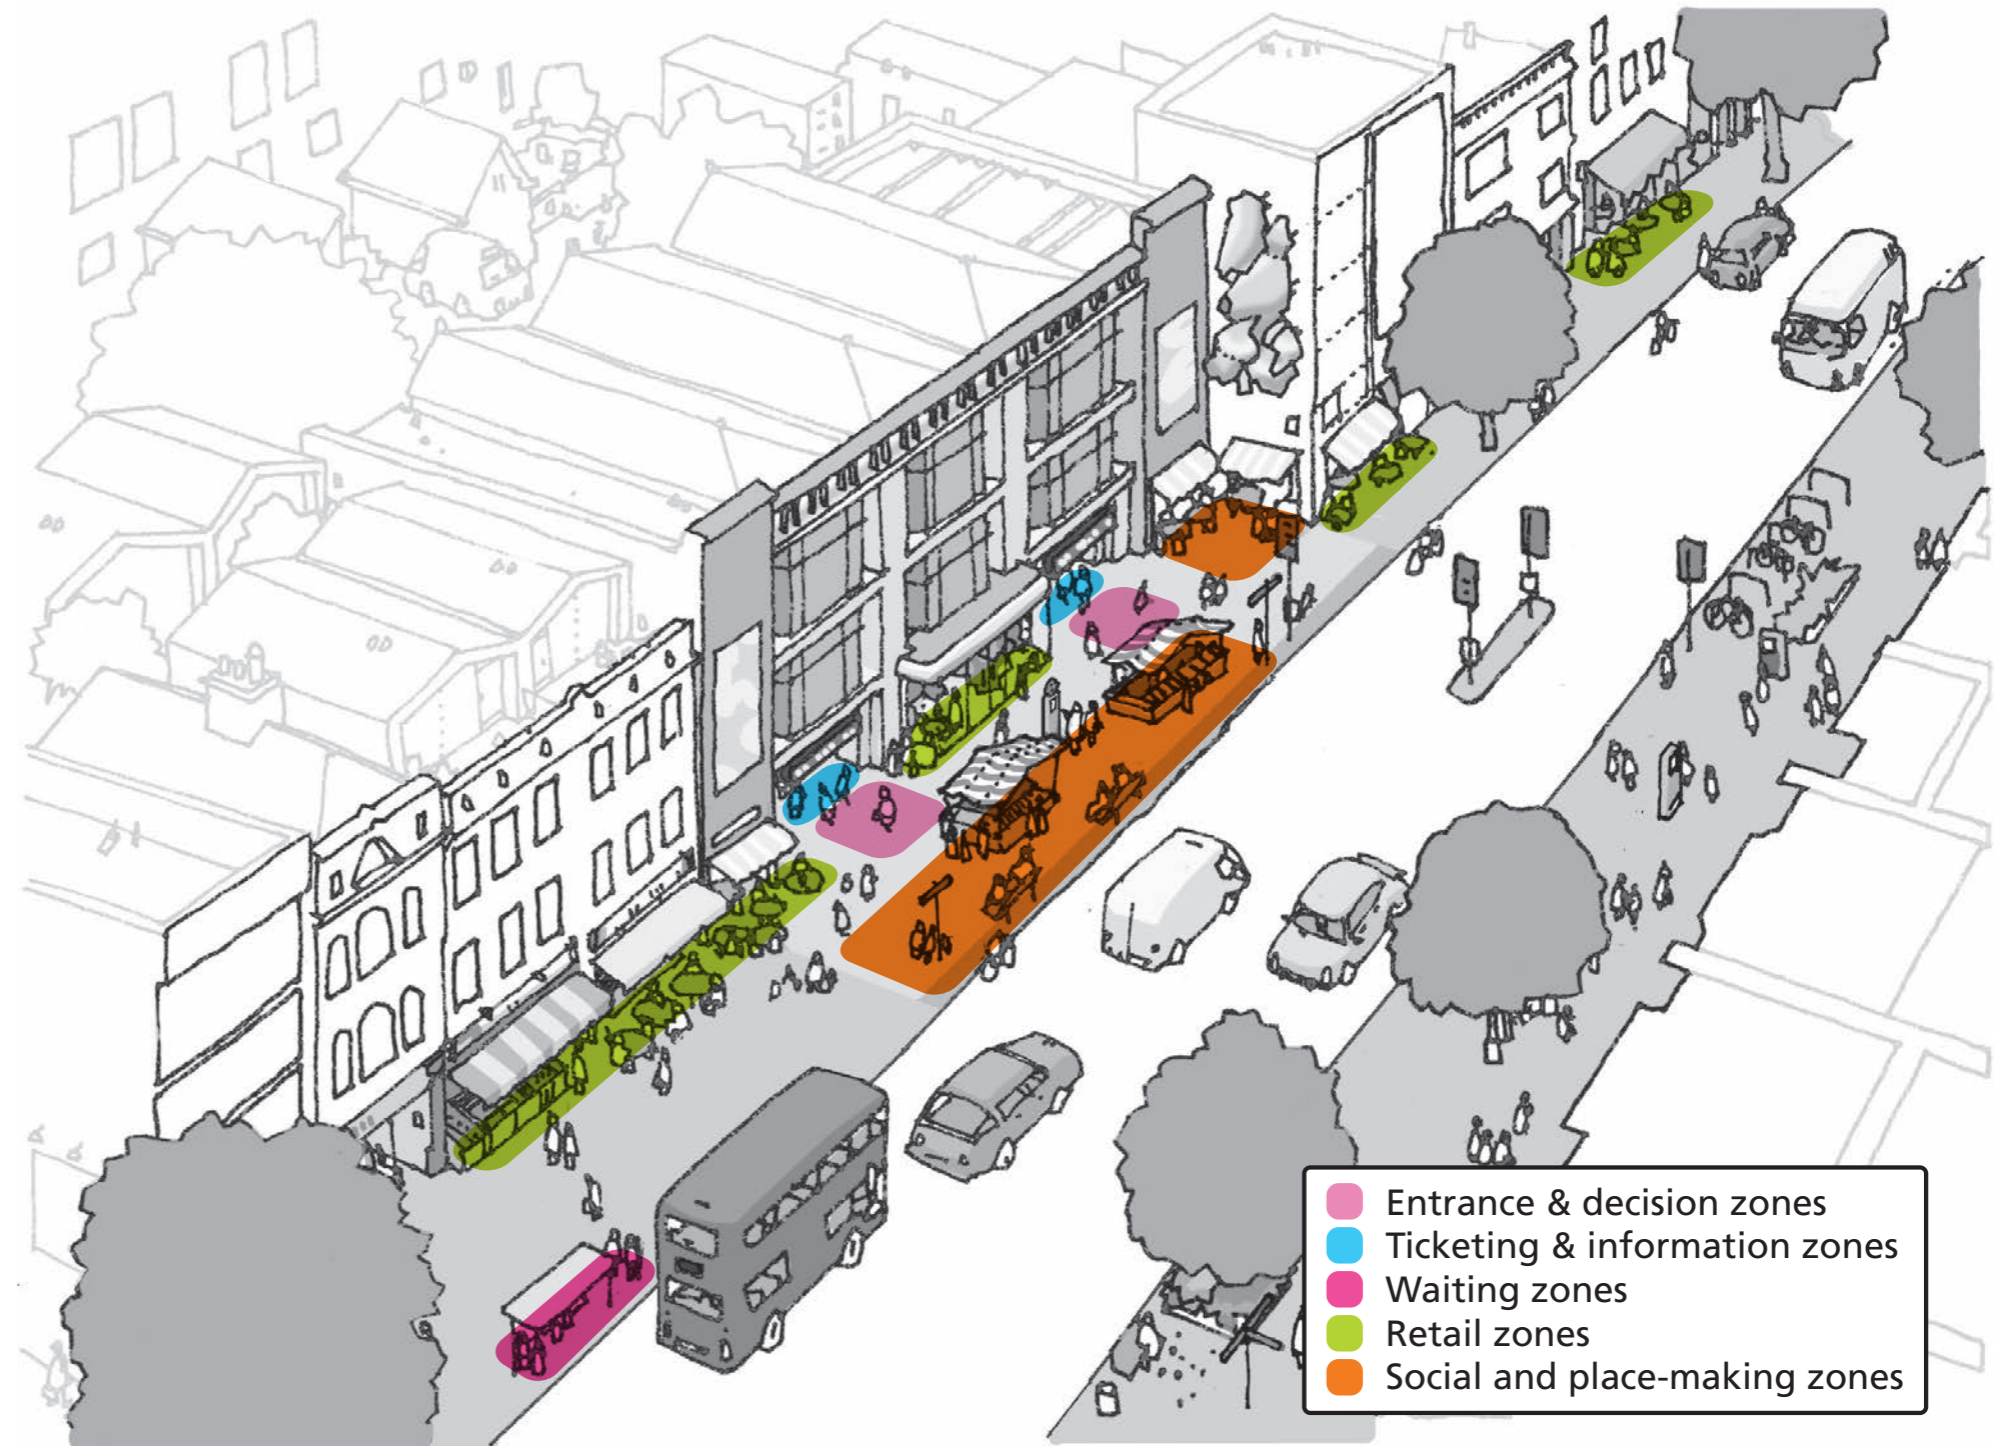 Entrance & decision zones
Ticketing & information zones
Waiting zones
Retail zones
Social and place-making zones